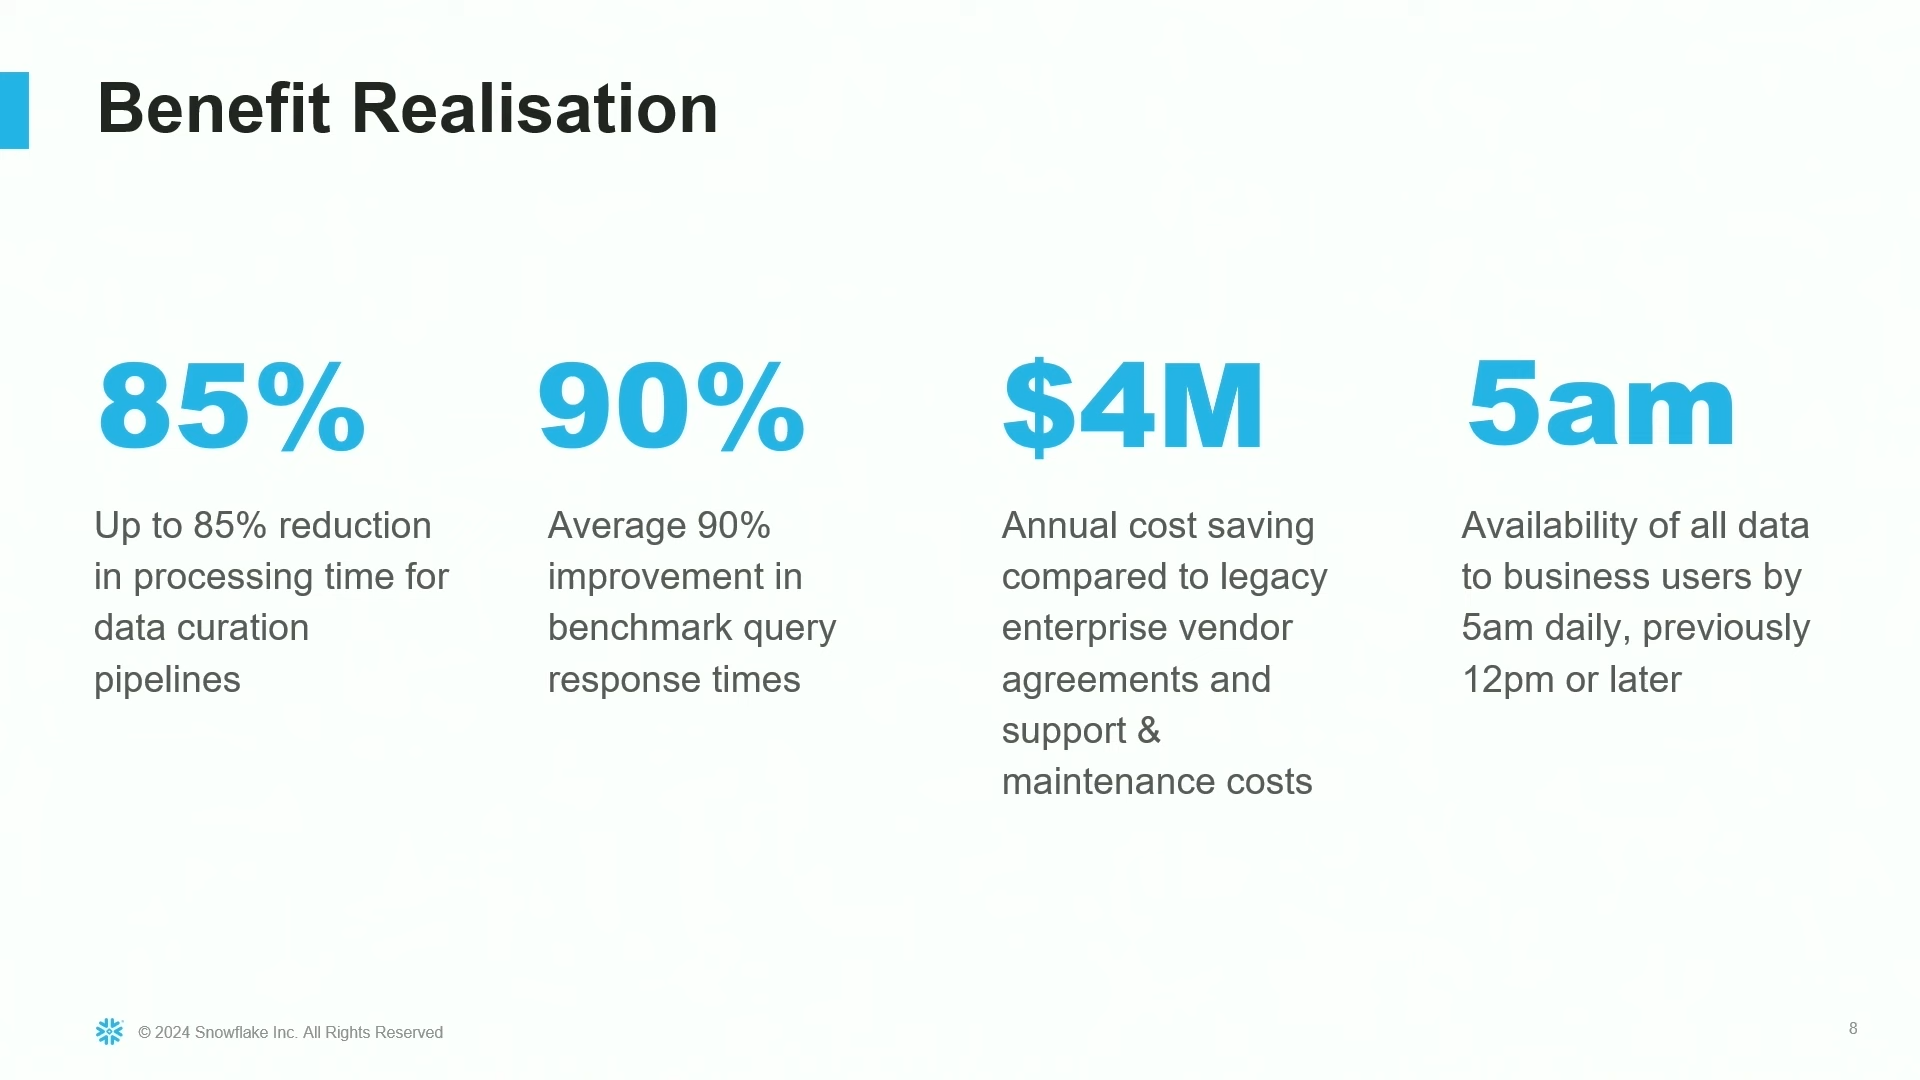 Benefit Realisation
85%
Up to 85% reduction
in processing time for
data curation
pipelines
90%
Average 90%
improvement in
benchmark query
response times
$4M
Annual cost saving
compared to legacy
enterprise vendor
agreements and
support &
maintenance costs
5am
Availability of all data
to business users by
5am daily, previously
12pm or later
© 2024 Snowflake Inc. All Rights Reserved
8